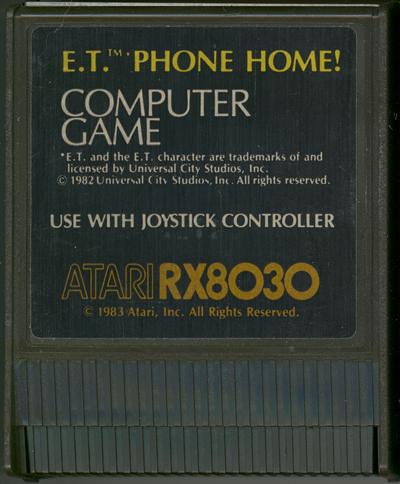 E.T.™* PHONE HOME!
COMPUTER
GAME
*E.T. and the E.T. character are trademarks of and
licensed by Universal City Studios, Inc.
© 1982 Universal City Studios, Inc. All rights reserved.
USE WITH JOYSTICK CONTROLLER
ATARI RX8030
© 1983 Atari, Inc. All Rights Reserved.